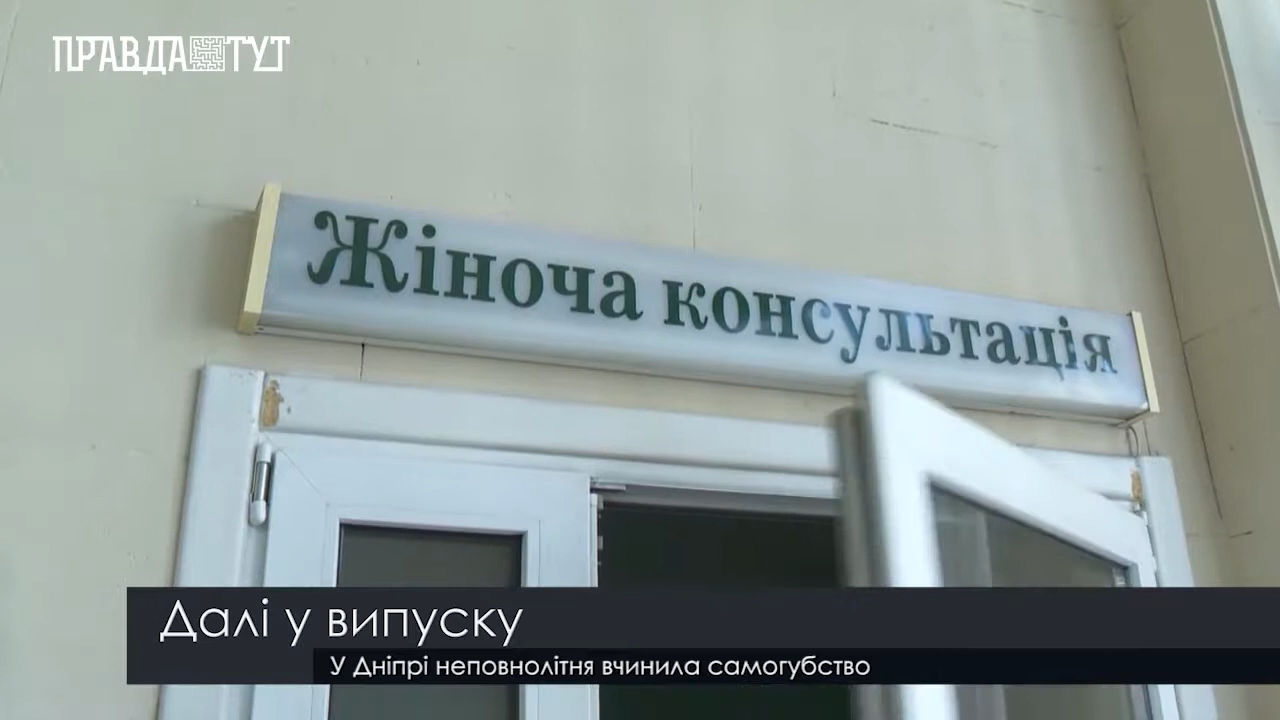 ПРАВДА ТУТ
Жіноча консультація
Далі у випуску
У Дніпрі неповнолітня вчинила самогубство